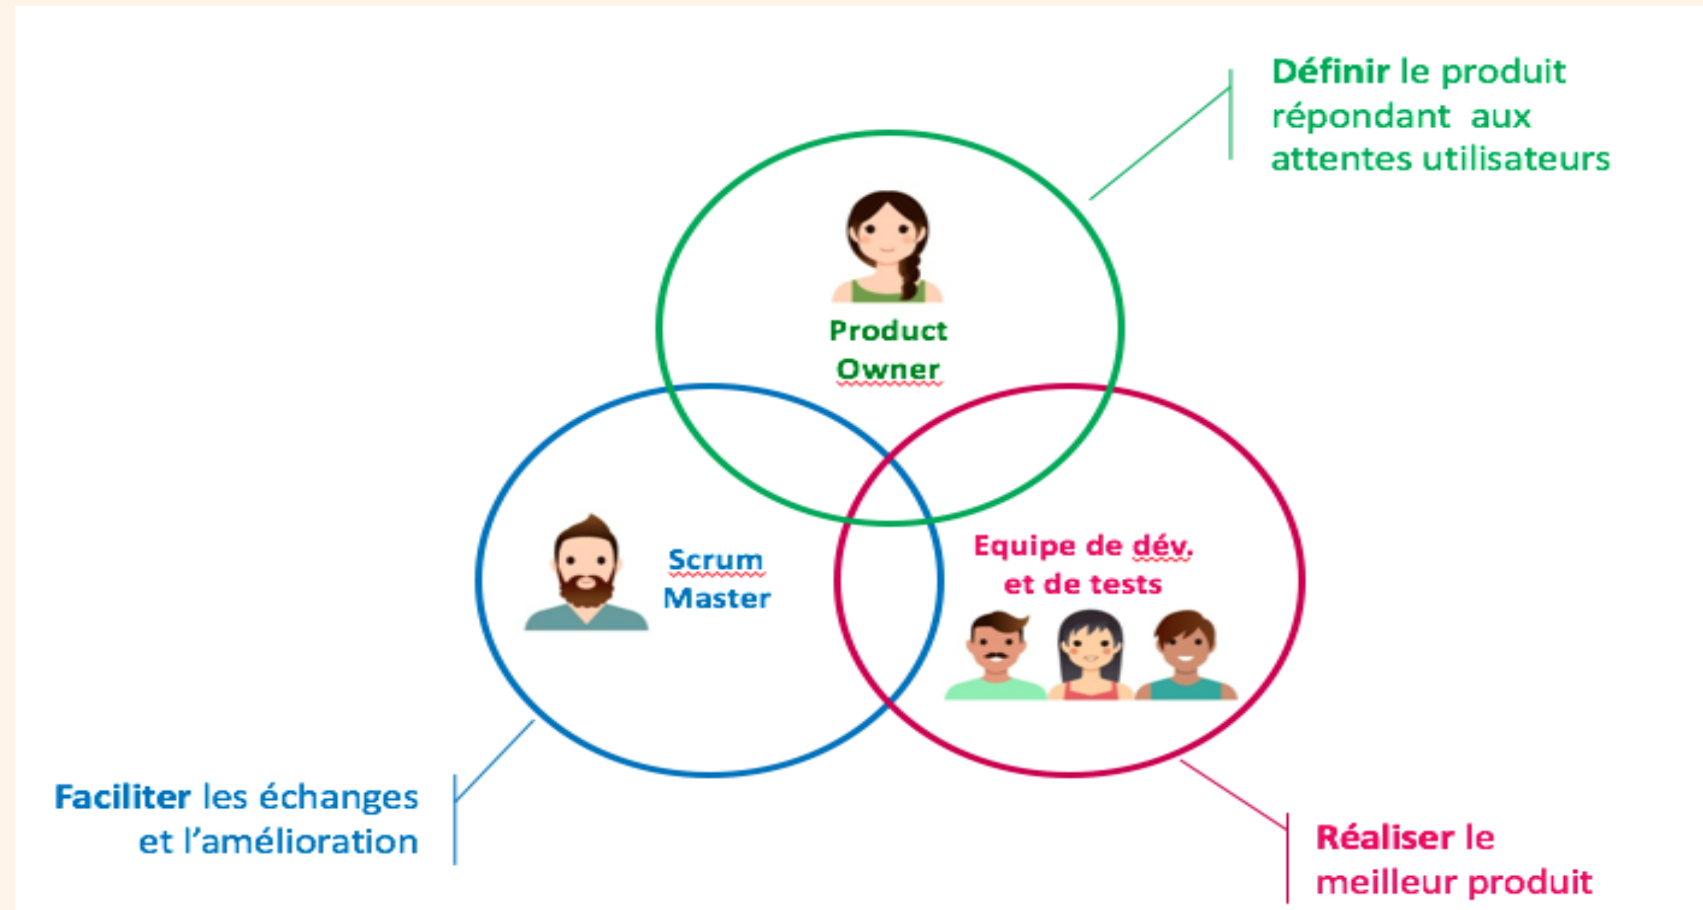 Définir le produit
répondant aux
attentes utilisateurs
Product
Owner
Scrum
Master
Equipe de dév.
et de tests
Faciliter les échanges
et l'amélioration
Réaliser le
meilleur produit